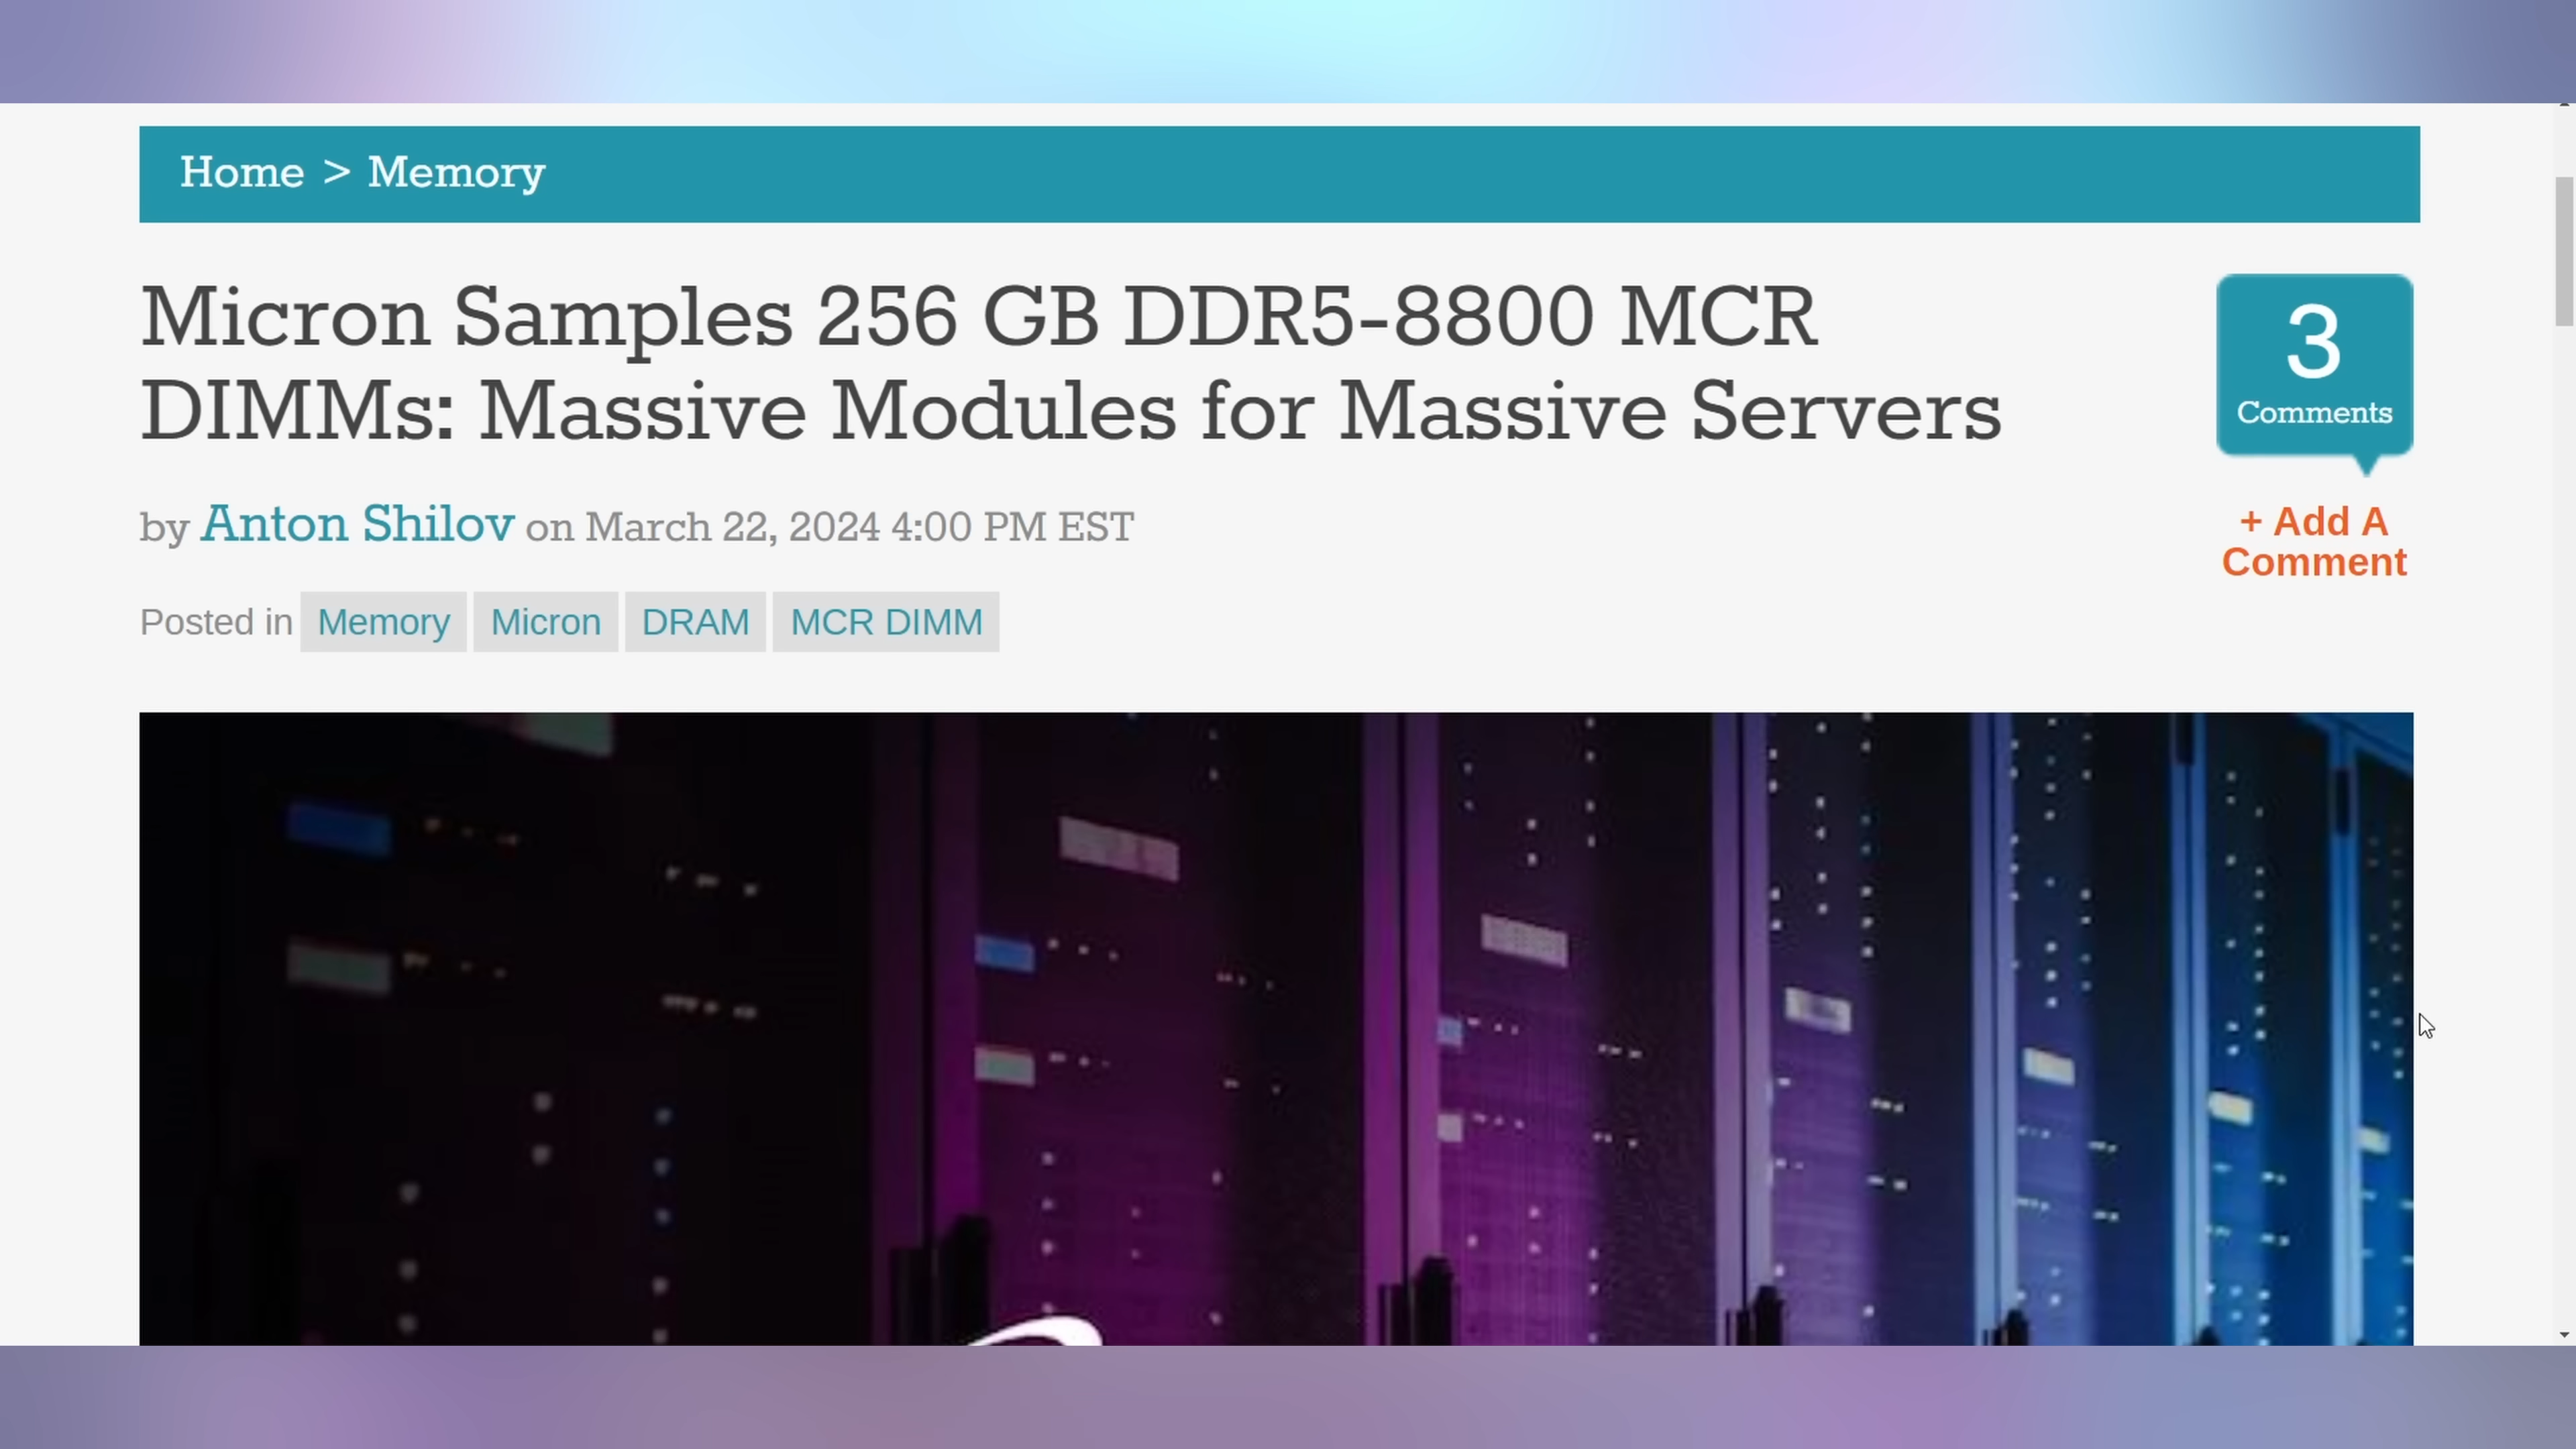 Home > Memory
Micron Samples 256 GB DDR5-8800 MCR
DIMMs: Massive Modules for Massive Servers
3
Comments
+ Add A
Comment
by Anton Shilov on March 22, 2024 4:00 PM EST
Posted in Memory Micron DRAM MCR DIMM